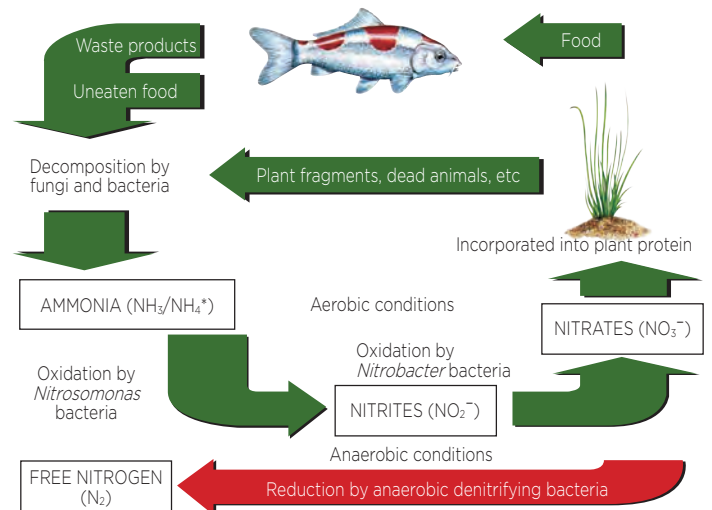 Waste products
Food
Uneaten food
Decomposition by
fungi and bacteria
Plant fragments, dead animals, etc
Incorporated into plant protein
AMMONIA (NH₃/NH₄*)
Aerobic conditions
NITRATES (NO₃⁻)
Oxidation by
Nitrosomonas
bacteria
Oxidation by
Nitrobacter bacteria
NITRITES (NO₂⁻)
Anaerobic conditions
FREE NITROGEN
(N₂)
Reduction by anaerobic denitrifying bacteria